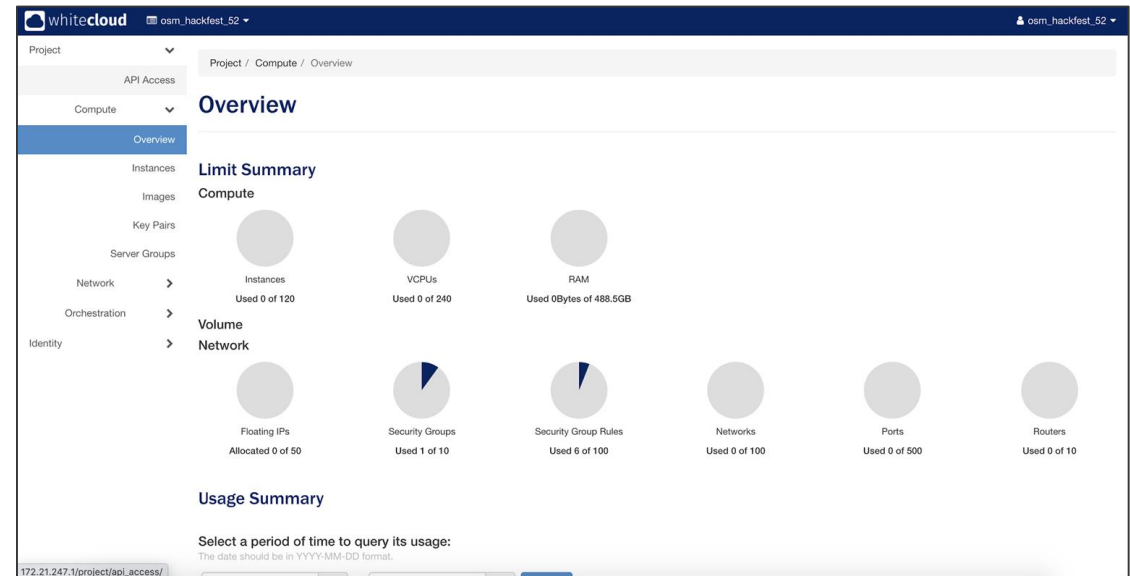 whitecloud osm_hackfest_52 osm_hackfest_52
Project
API Access
Compute
Overview
Instances
Images
Key Pairs
Server Groups
Network
Orchestration
Identity
Project / Compute / Overview
Overview
Limit Summary
Compute
Instances VCPUs RAM
Used 0 of 120 Used 0 of 240 Used 0Bytes of 488.5GB
Volume
Network
Floating IPs Security Groups Security Group Rules Networks Ports Routers
Allocated 0 of 50 Used 1 of 10 Used 6 of 100 Used 0 of 100 Used 0 of 500 Used 0 of 10
Usage Summary
Select a period of time to query its usage:
The date should be in YYYY-MM-DD format.
172.21.247.1/project/api_access/